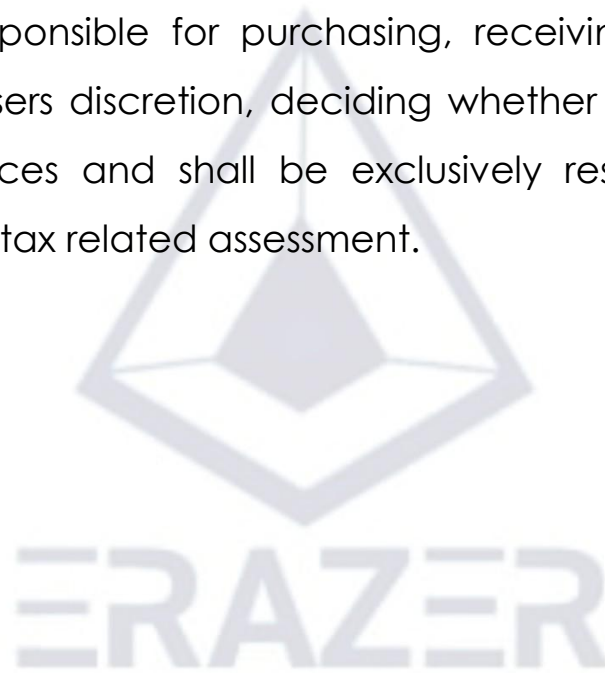 ponsible for purchasing, receivin
sers discretion, deciding whether
ces and shall be exclusively res
tax related assessment.
ERAZER